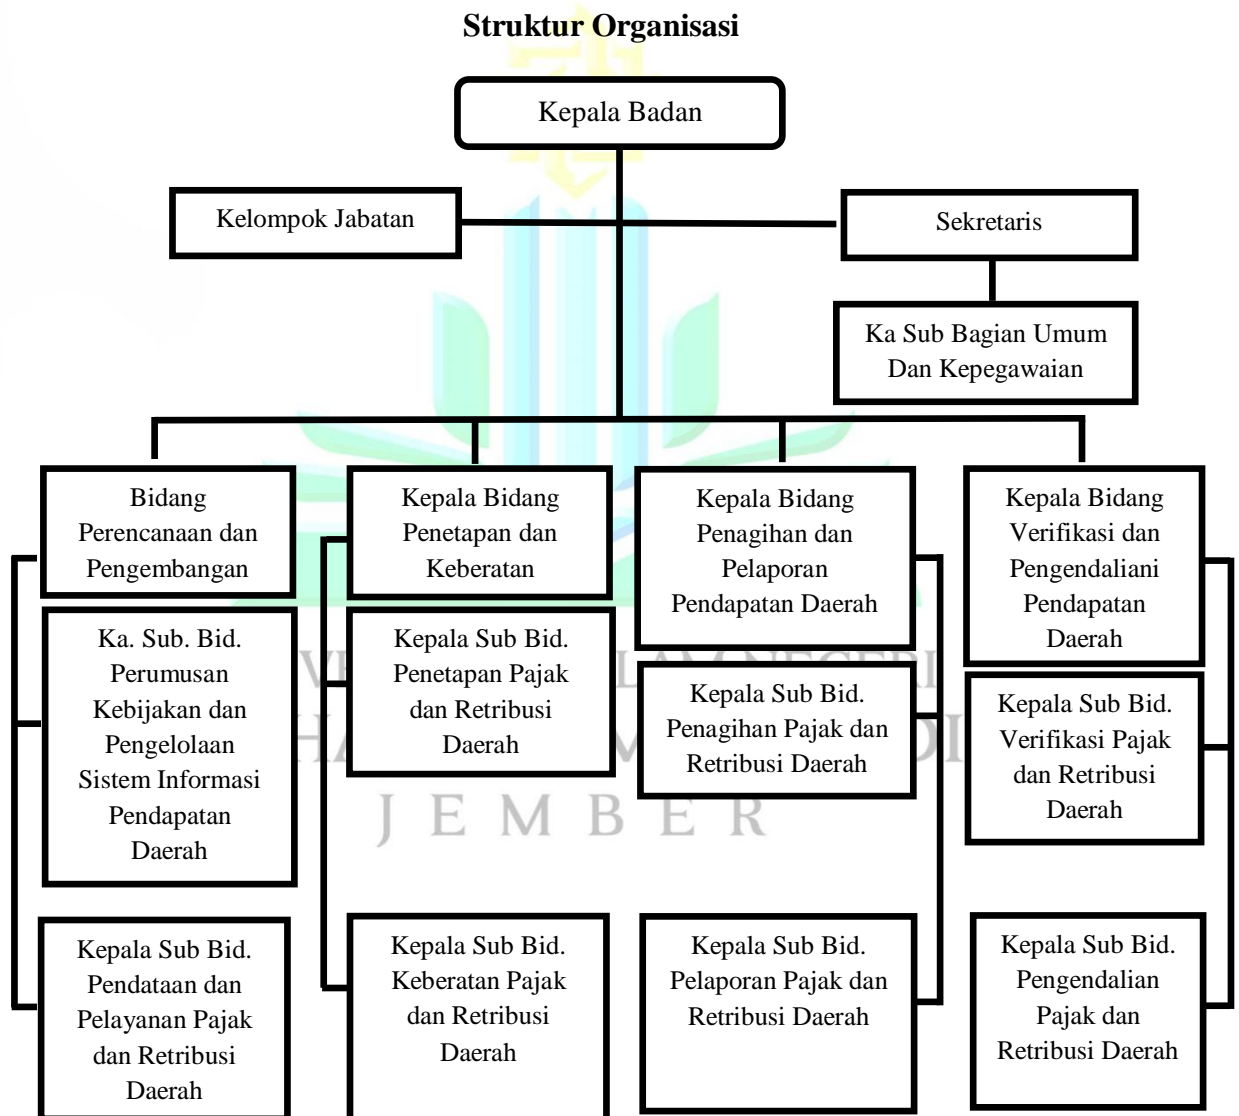 Struktur Organisasi
Kepala Badan
Kelompok Jabatan
Sekretaris
Ka Sub Bagian Umum
Dan Kepegawaian
Bidang
Perencanaan dan
Pengembangan
Kepala Bidang
Penetapan dan
Keberatan
Kepala Bidang
Penagihan dan
Pelaporan
Pendapatan Daerah
Kepala Bidang
Verifikasi dan
Pengendaliani
Pendapatan
Daerah
Ka. Sub. Bid.
Perumusan
Kebijakan dan
Pengelolaan
Sistem Informasi
Pendapatan
Daerah
Kepala Sub Bid.
Penetapan Pajak
dan Retribusi
Daerah
Kepala Sub Bid.
Penagihan Pajak dan
Retribusi Daerah
Kepala Sub Bid.
Verifikasi Pajak
dan Retribusi
Daerah
JEMBER
Kepala Sub Bid.
Pendataan dan
Pelayanan Pajak
dan Retribusi
Daerah
Kepala Sub Bid.
Keberatan Pajak
dan Retribusi
Daerah
Kepala Sub Bid.
Pelaporan Pajak dan
Retribusi Daerah
Kepala Sub Bid.
Pengendalian
Pajak dan
Retribusi Daerah